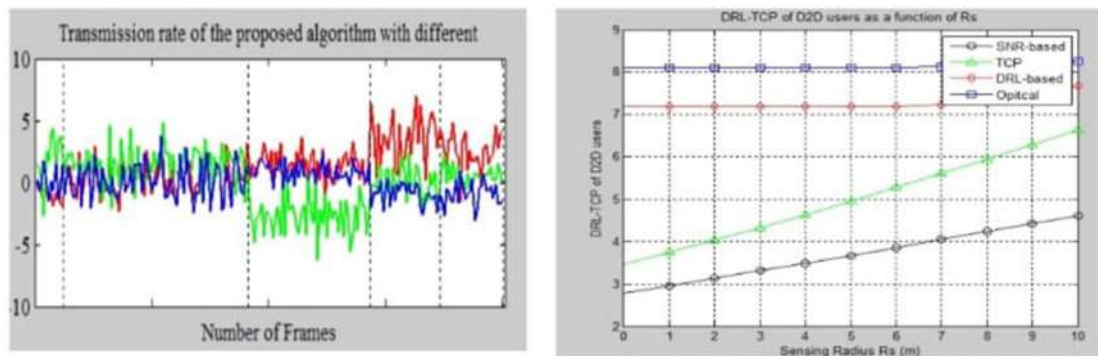 Transmission rate of the proposed algorithm with different
10
5
0
-5
-10
Number of Frames
DRL-TCP of D2D users as a function of Rs
SNR-based
TCP
DRL-based
Opitcal
DRL-TCP of D2D users
9
8
7
6
5
4
3
2
0 1 2 3 4 5 6 7 8 9 10
Sensing Radius Rs (m)